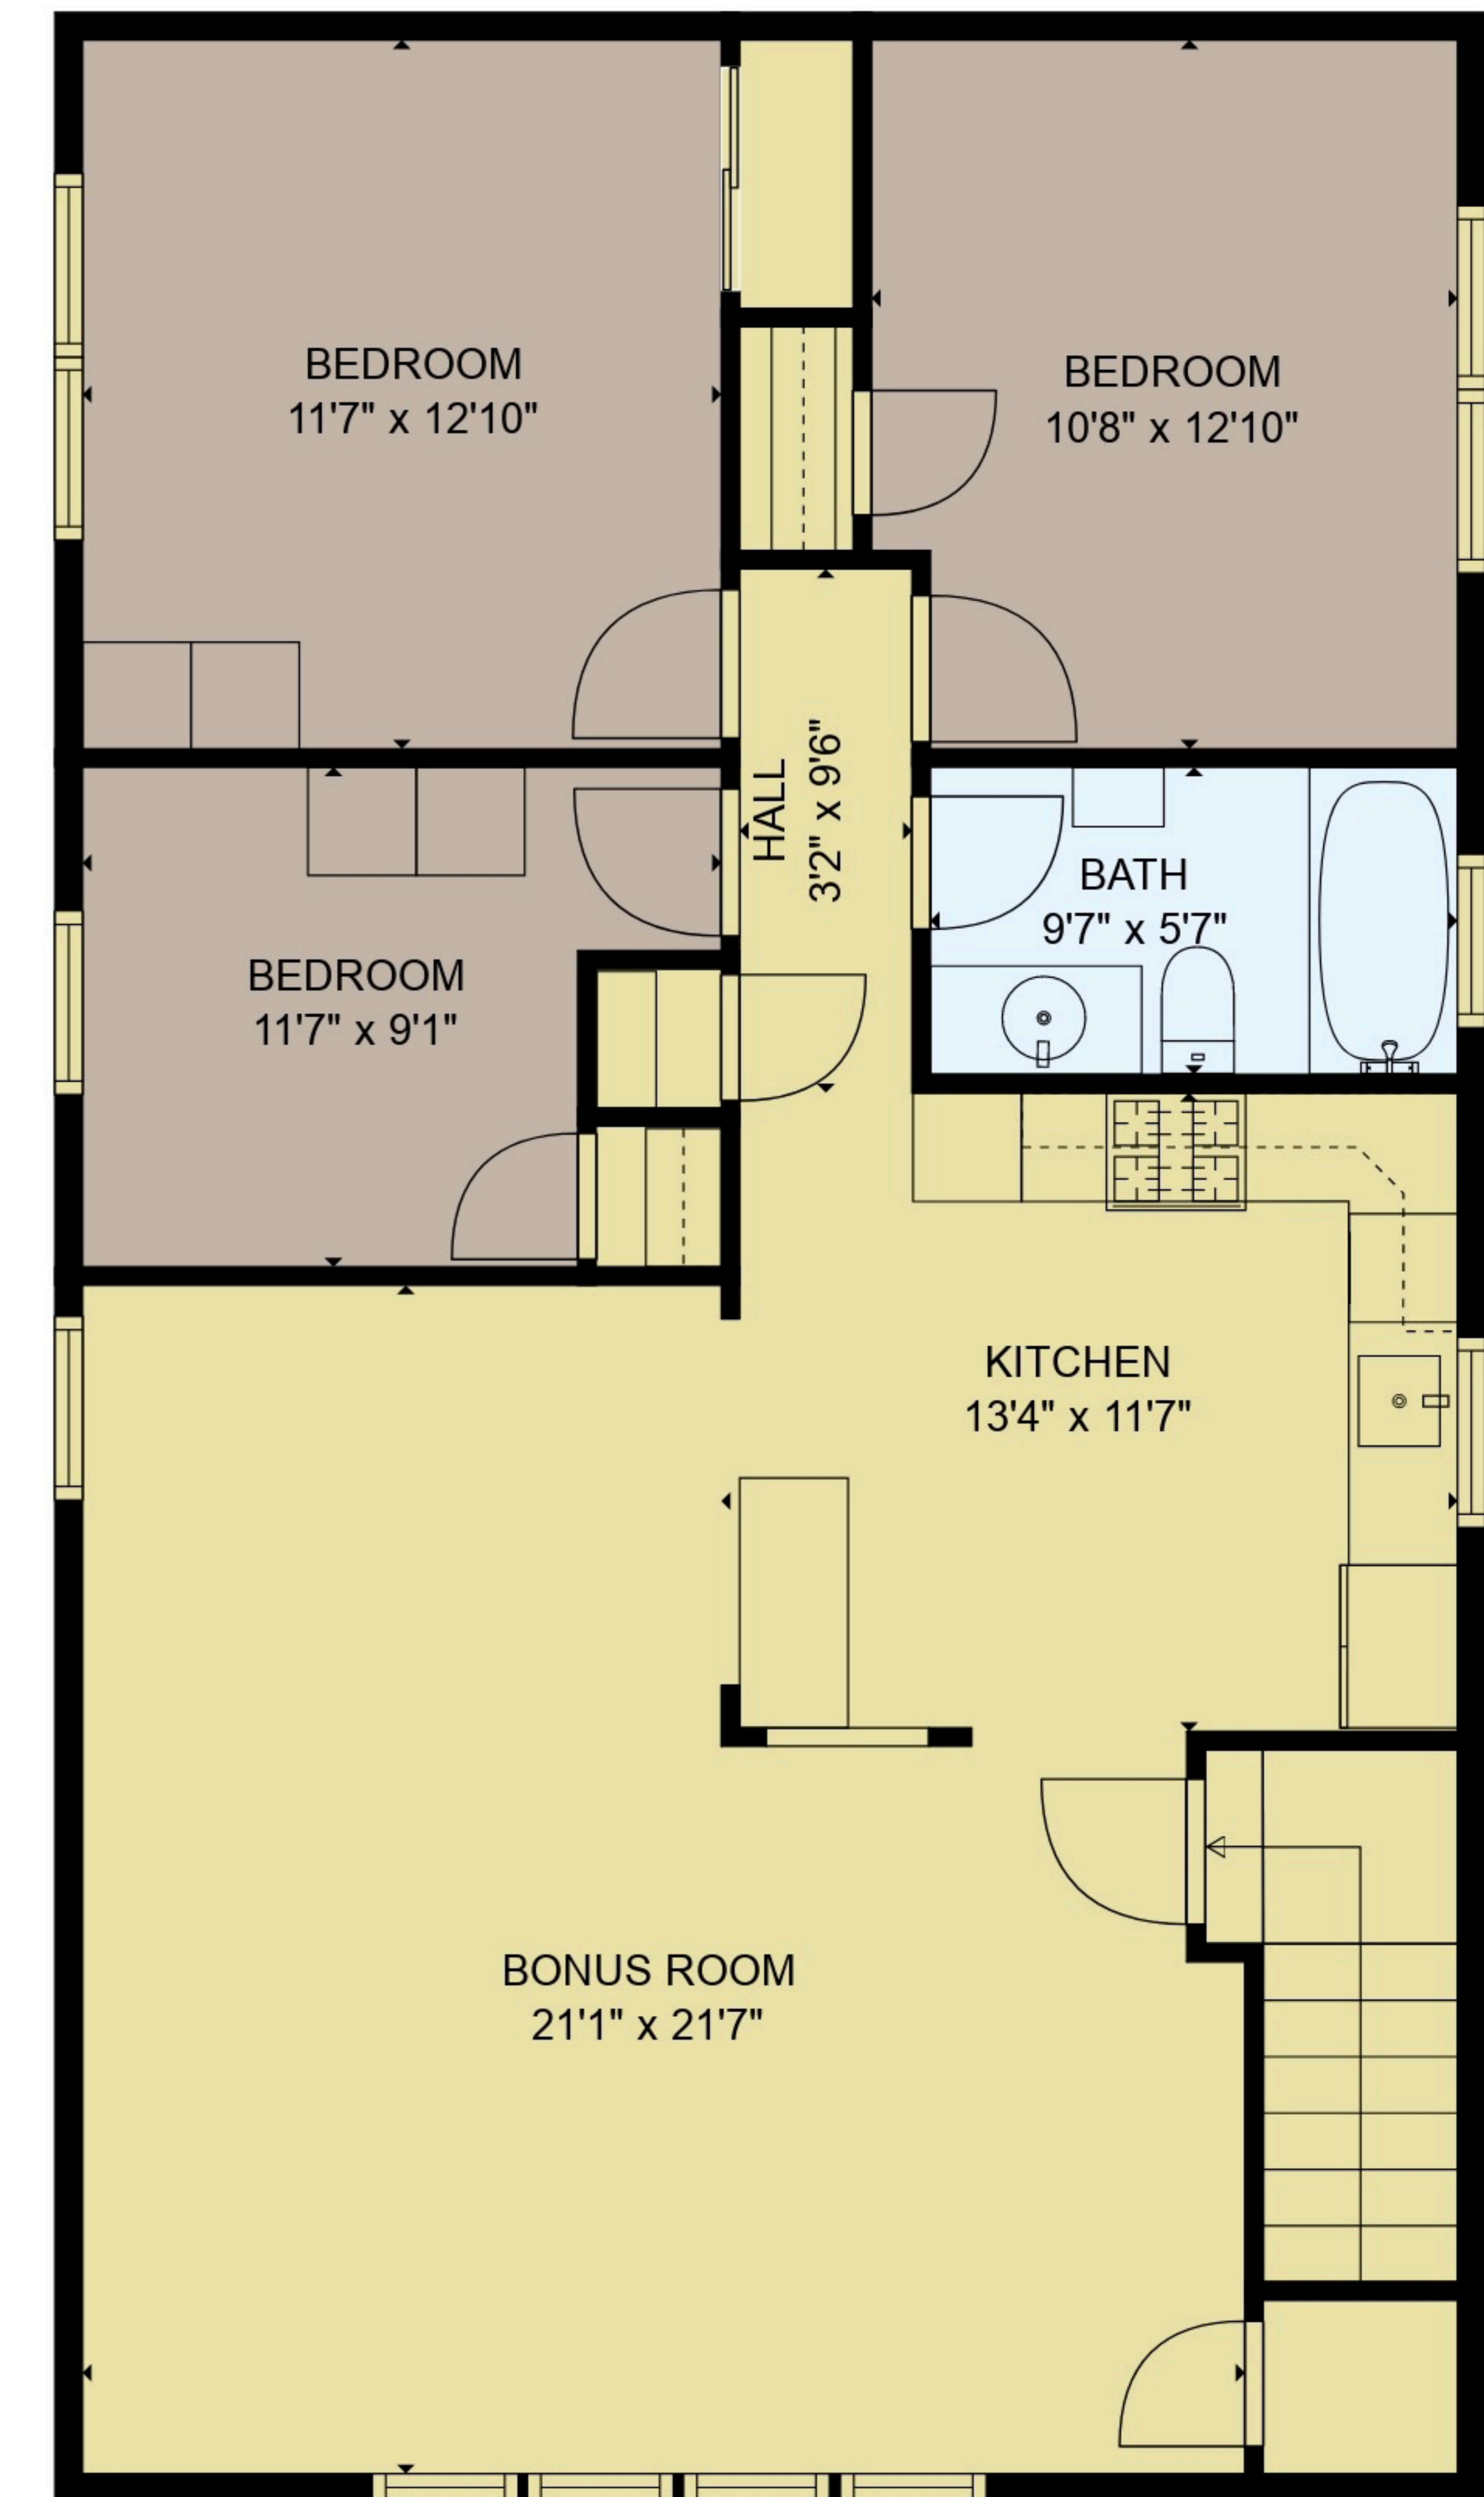 BEDROOM
11'7" x 12'10"
BEDROOM
10'8" x 12'10"
HALL
3'2" x 9'6"
BATH
9'7" x 5'7"
BEDROOM
11'7" x 9'1"
KITCHEN
13'4" x 11'7"
BONUS ROOM
21'1" x 21'7"